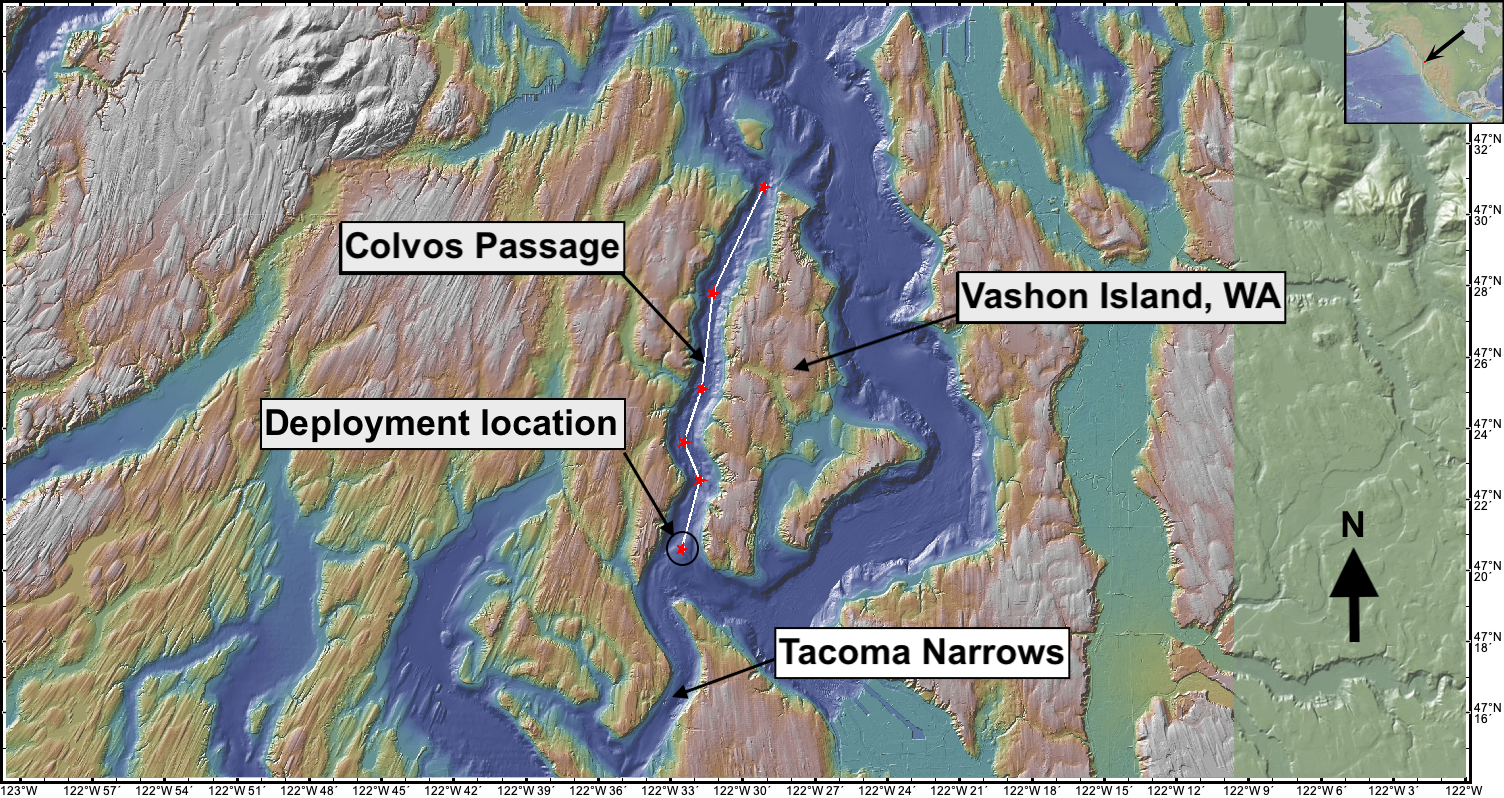 Colvos Passage
Vashon Island, WA
Deployment location
Tacoma Narrows
N
47°N
32´
47°N
30´
47°N
28´
47°N
26´
47°N
24´
47°N
22´
47°N
20´
47°N
18´
47°N
16´
123°W 122°W 57´ 122°W 54´ 122°W 51´ 122°W 48´ 122°W 45´ 122°W 42´ 122°W 39´ 122°W 36´ 122°W 33´ 122°W 30´ 122°W 27´ 122°W 24´ 122°W 21´ 122°W 18´ 122°W 15´ 122°W 12´ 122°W 9´ 122°W 6´ 122°W 3´ 122°W